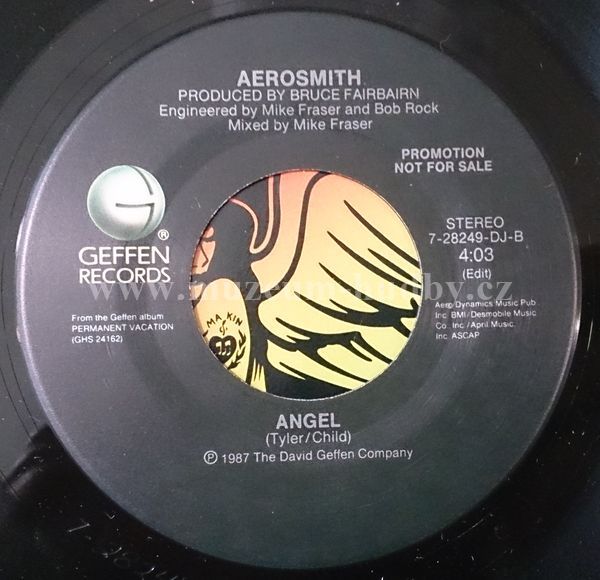 AEROSMITH
PRODUCED BY BRUCE FAIRBAIRN
Engineered by Mike Fraser and Bob Rock
Mixed by Mike Fraser
PROMOTION
NOT FOR SALE
STEREO
7-28249-DJ-B
4:03
(Edit)
G
®
GEFFEN
RECORDS
www.muzeum-hudby.cz
From the Geffen album
PERMANENT VACATION
(GHS 24162)
Aero Dynamics Music Pub.
Inc. BMI/Desmobile Music
Co. Inc./April Music.
Inc. ASCAP
MA KIN
ANGEL
(Tyler/Child)
℗ 1987 The David Geffen Company